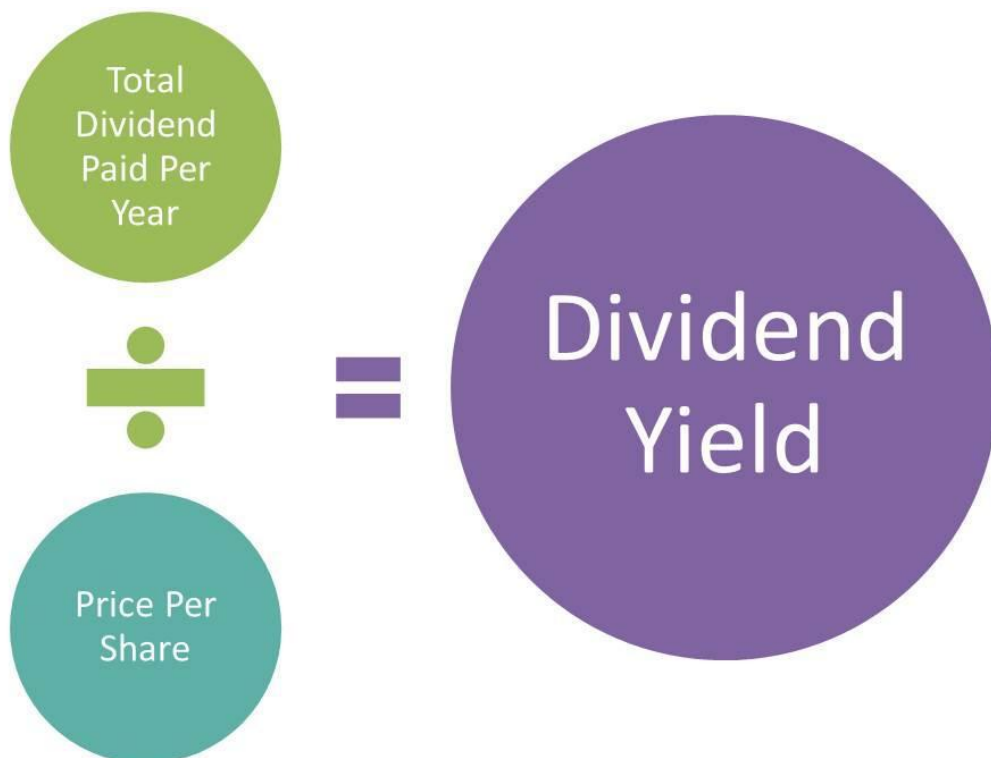 Total
Dividend
Paid Per
Year
÷
=
Dividend
Yield
Price Per
Share